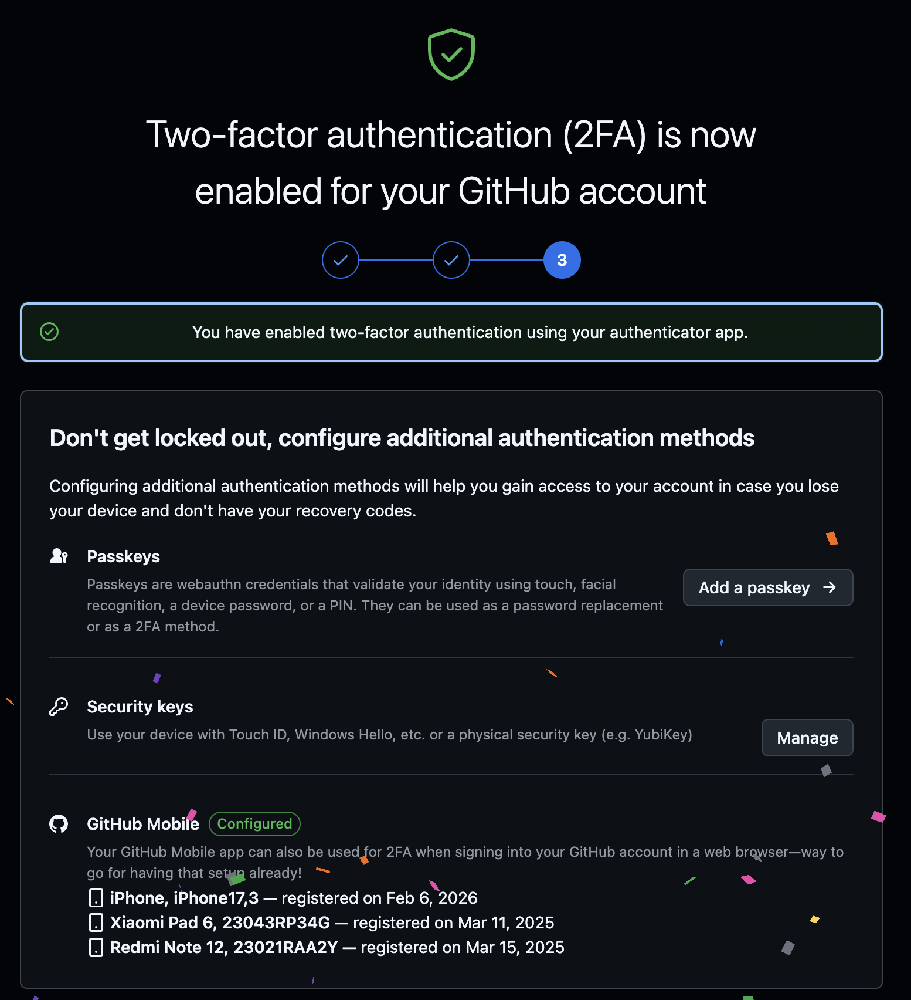 Two-factor authentication (2FA) is now
enabled for your GitHub account
3
You have enabled two-factor authentication using your authenticator app.
Don't get locked out, configure additional authentication methods
Configuring additional authentication methods will help you gain access to your account in case you lose
your device and don't have your recovery codes.
Passkeys
Passkeys are webauthn credentials that validate your identity using touch, facial
recognition, a device password, or a PIN. They can be used as a password replacement
or as a 2FA method.
Add a passkey →
Security keys
Use your device with Touch ID, Windows Hello, etc. or a physical security key (e.g. YubiKey)
Manage
GitHub Mobile Configured
Your GitHub Mobile app can also be used for 2FA when signing into your GitHub account in a web browser—way to
go for having that setup already!
iPhone, iPhone17,3 — registered on Feb 6, 2026
Xiaomi Pad 6, 23043RP34G — registered on Mar 11, 2025
Redmi Note 12, 23021RAA2Y — registered on Mar 15, 2025